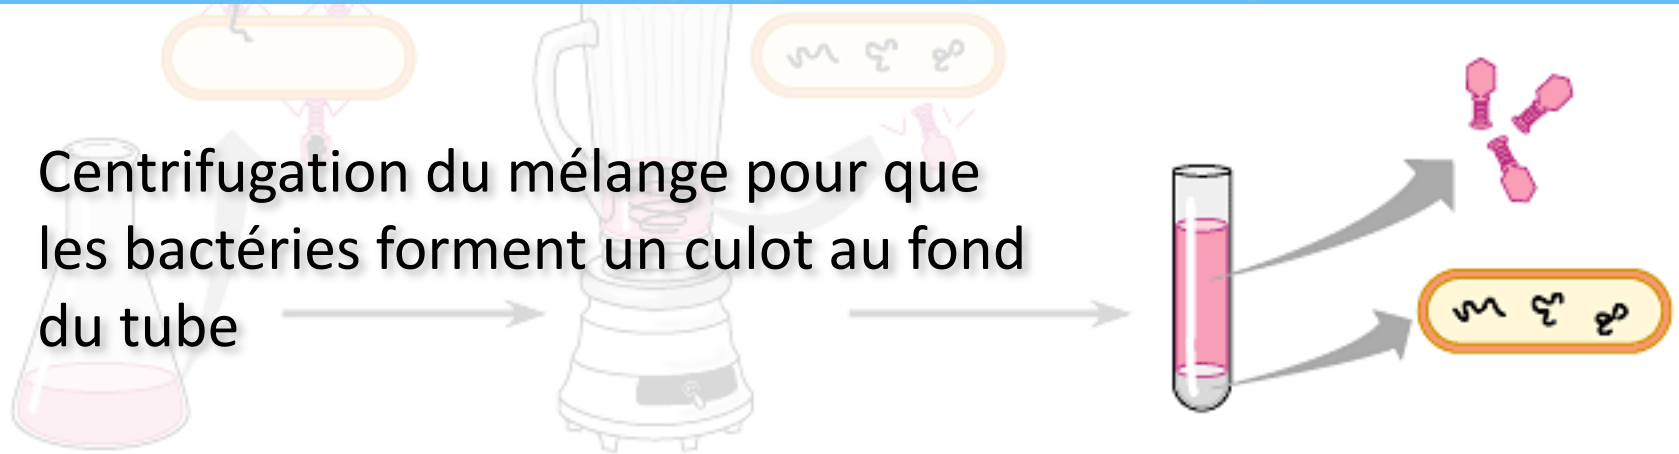 Centrifugation du mélange pour que
les bactéries forment un culot au fond
du tube